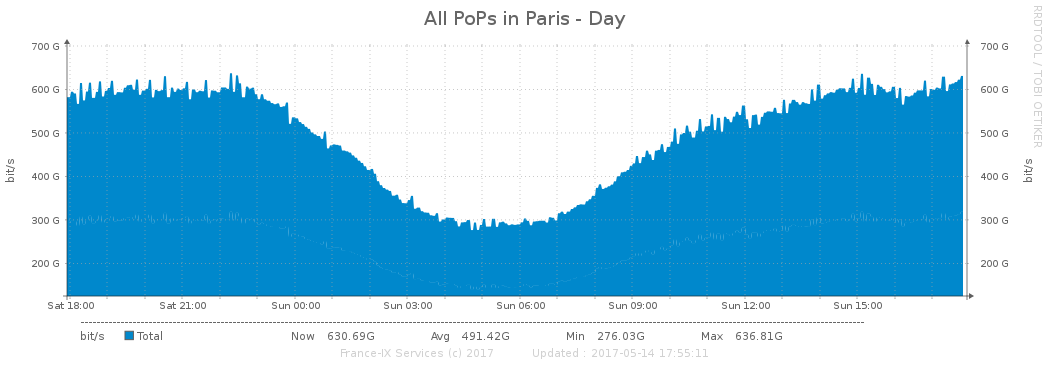 All PoPs in Paris - Day
RRDTOOL / TOBI OETIKER
700 G 700 G
600 G 600 G
500 G 500 G
400 G 400 G
300 G 300 G
200 G 200 G
bit/s bit/s
Sat 18:00 Sat 21:00 Sun 00:00 Sun 03:00 Sun 06:00 Sun 09:00 Sun 12:00 Sun 15:00
bit/s Total Now 630.69G Avg 491.42G Min 276.03G Max 636.81G
France-IX Services (c) 2017 Updated : 2017-05-14 17:55:11